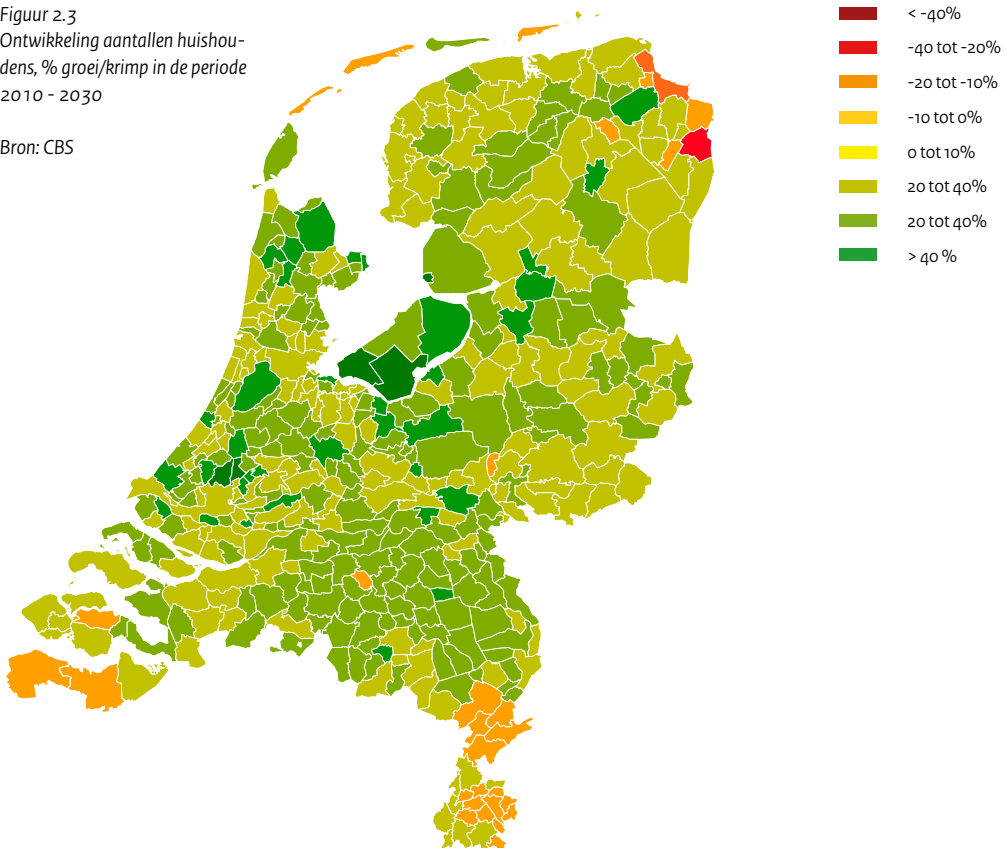 Figuur 2.3
Ontwikkeling aantallen huishou-
dens, % groei/krimp in de periode
2010 - 2030
Bron: CBS
< -40%
-40 tot -20%
-20 tot -10%
-10 tot 0%
0 tot 10%
20 tot 40%
20 tot 40%
> 40 %